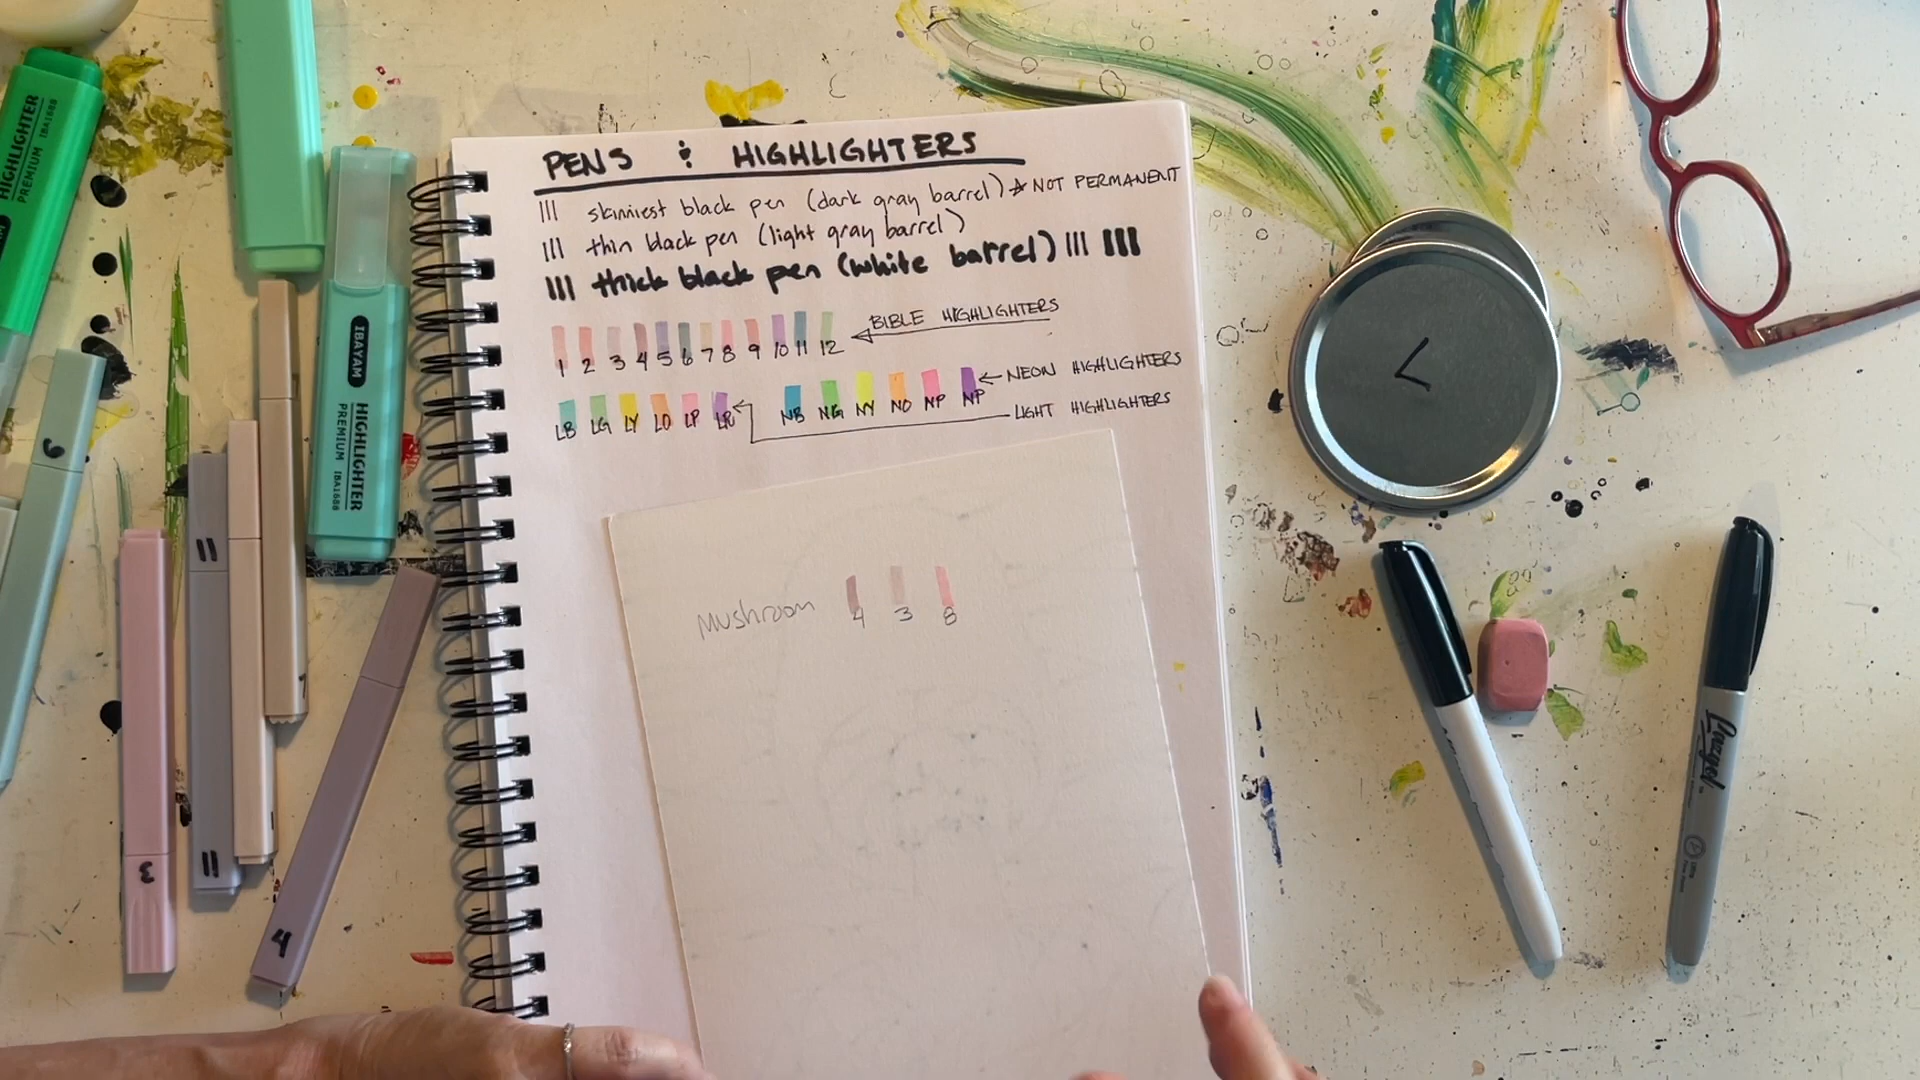 PENS & HIGHLIGHTERS
||| skinniest black pen (dark gray barrel) ☆ NOT PERMANENT
||| thin black pen (light gray barrel)
||| thick black pen (white barrel) ||| |||
1 2 3 4 5 6 7 8 9 10 11 12 ← BIBLE HIGHLIGHTERS
← NEON HIGHLIGHTERS
LB LG LY LO LP NB NG NY NO NP NP
LIGHT HIGHLIGHTERS
Mushroom 4 3 8
HIGHLIGHTER
PREMIUM IBA1688
IBAYAM
HIGHLIGHTER
PREMIUM IBA1688
11
11
3
4